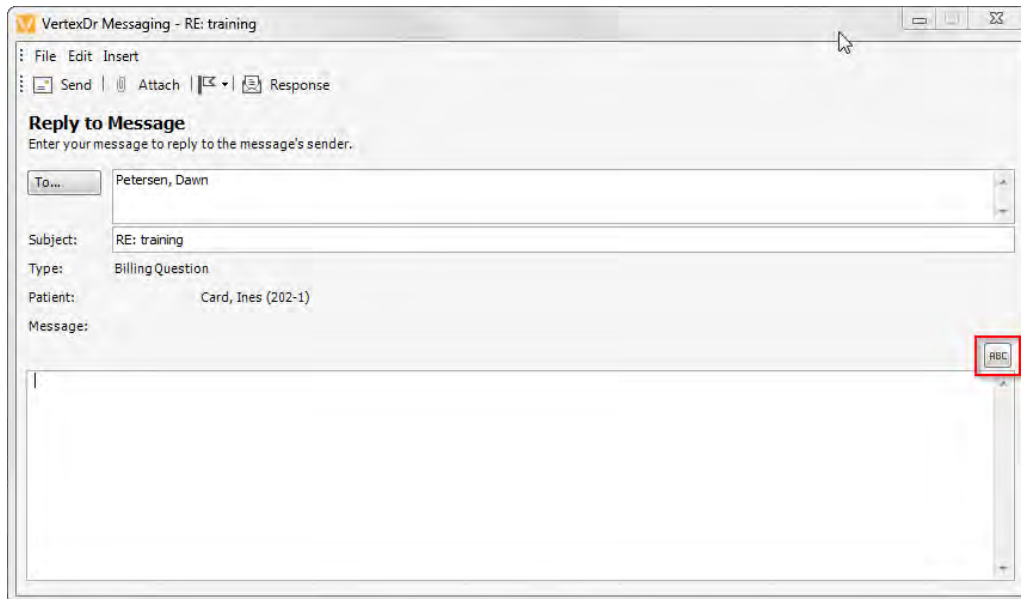 VertexDr Messaging - RE: training
File Edit Insert
Send Attach Response
Reply to Message
Enter your message to reply to the message's sender.
To... Petersen, Dawn
Subject: RE: training
Type: Billing Question
Patient: Card, Ines (202-1)
Message:
ABC